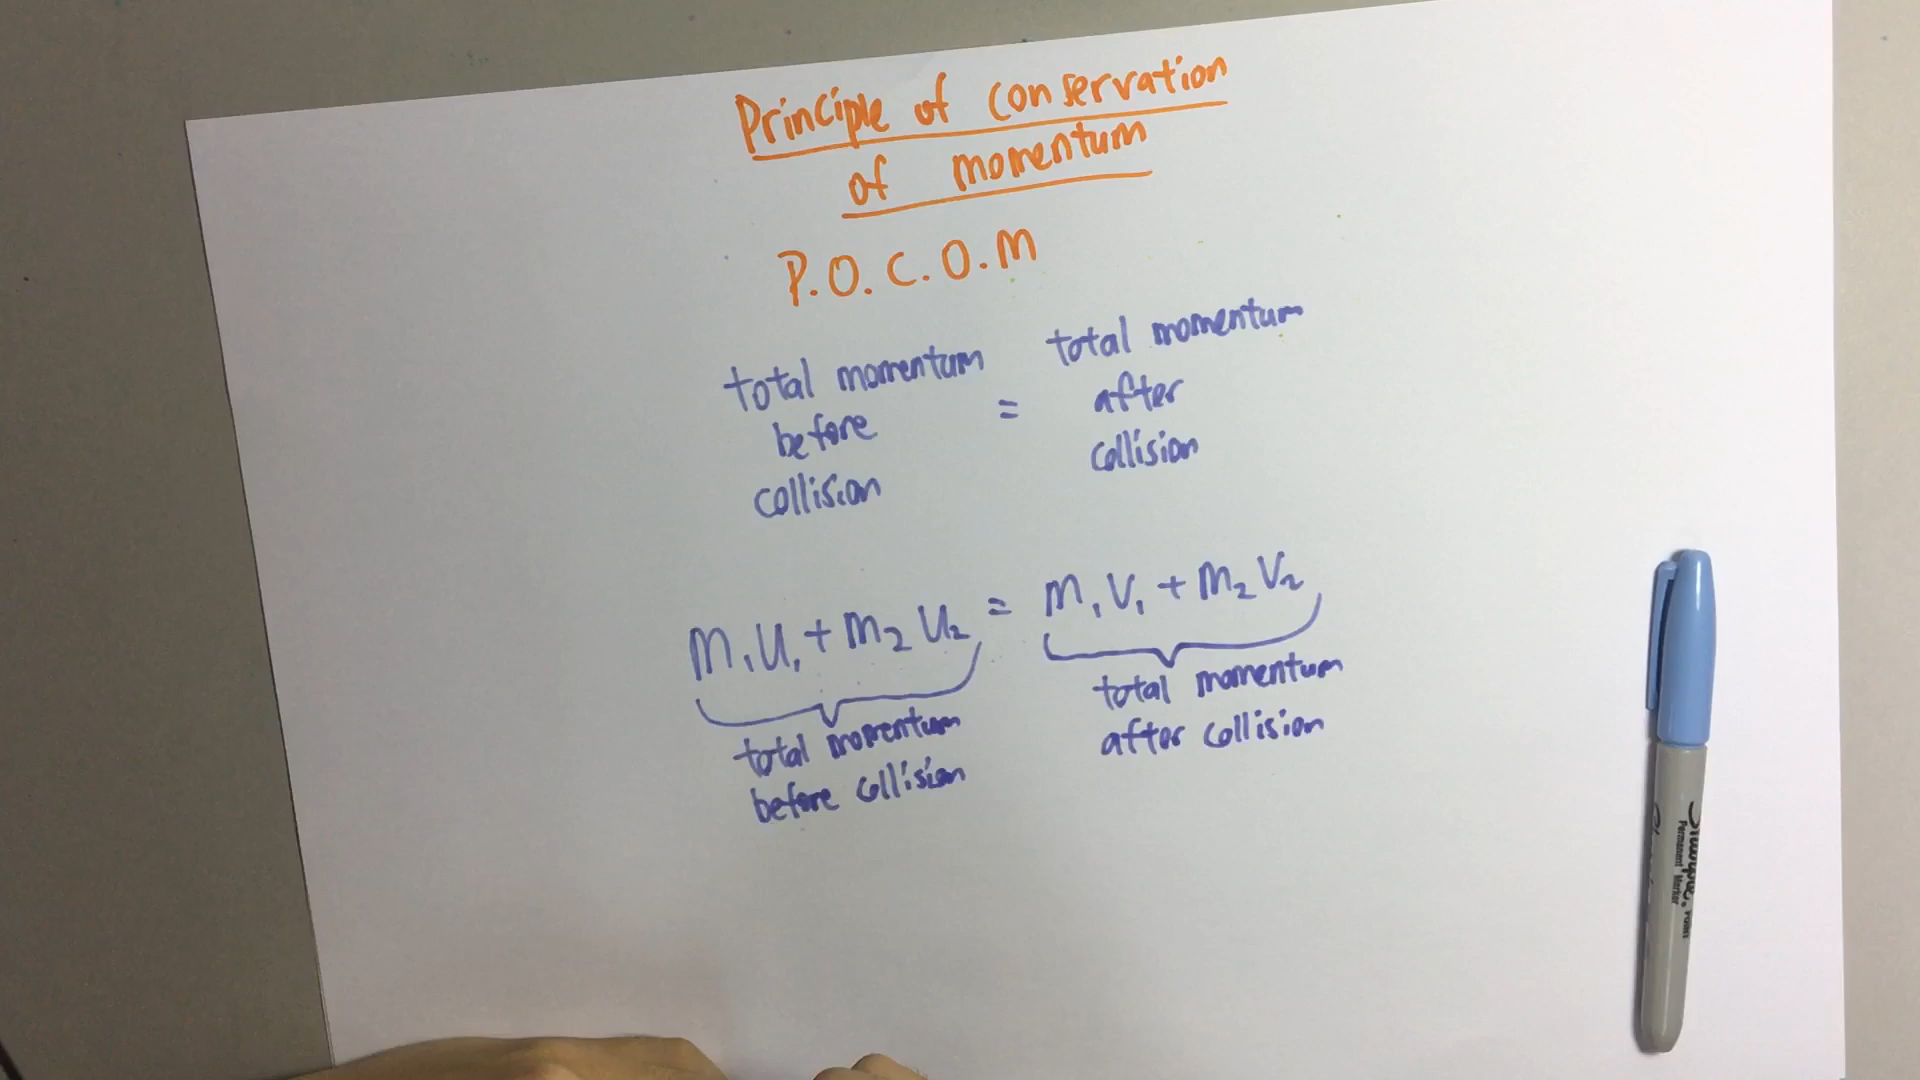 Principle of conservation
of momentum
P.O.C.O.M
total momentum
before
collision
=
total momentum
after
collision
m₁u₁ + m₂u₂ = m₁v₁ + m₂v₂
total momentum
before collision
total momentum
after collision
Sharpie.
Permanent Marker